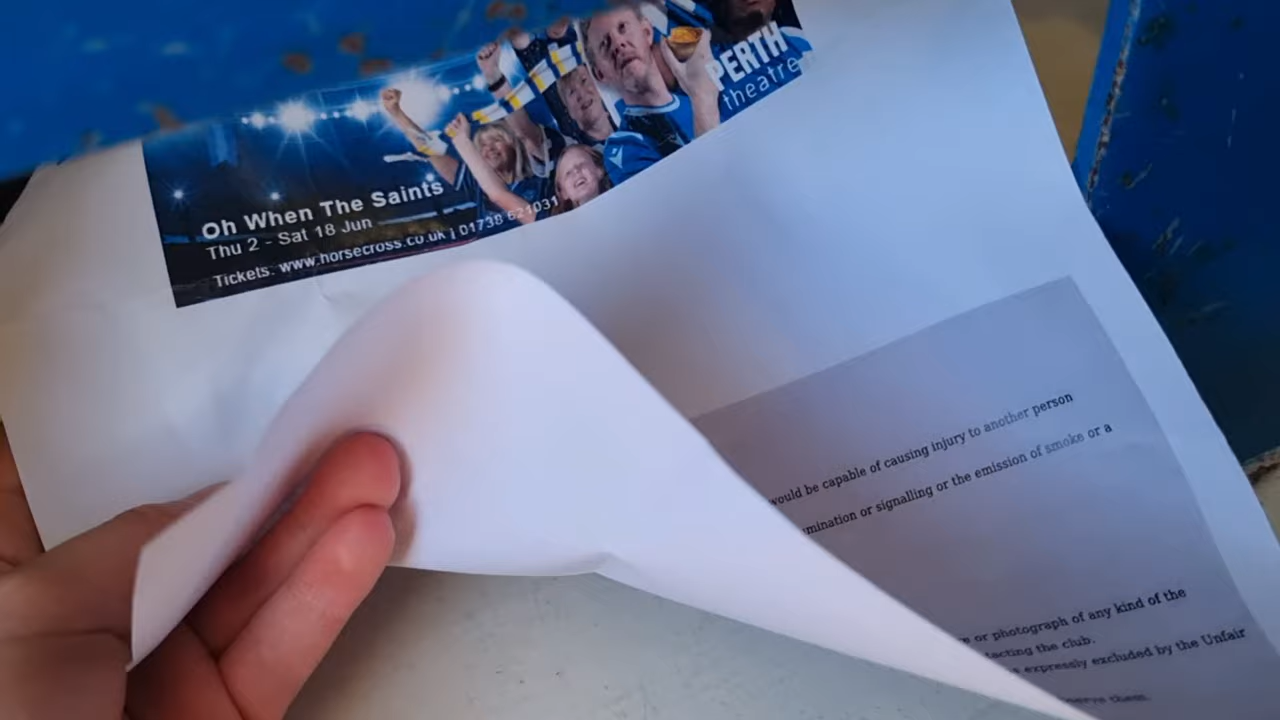 PERTH
theatre
Oh When The Saints
Thu 2 - Sat 18 Jun
Tickets: www.horsecross.co.uk | 01738 621031
would be capable of causing injury to another person
mination or signalling or the emission of smoke or a
or photograph of any kind of the
the club.
expressly excluded by the Unfair
them.